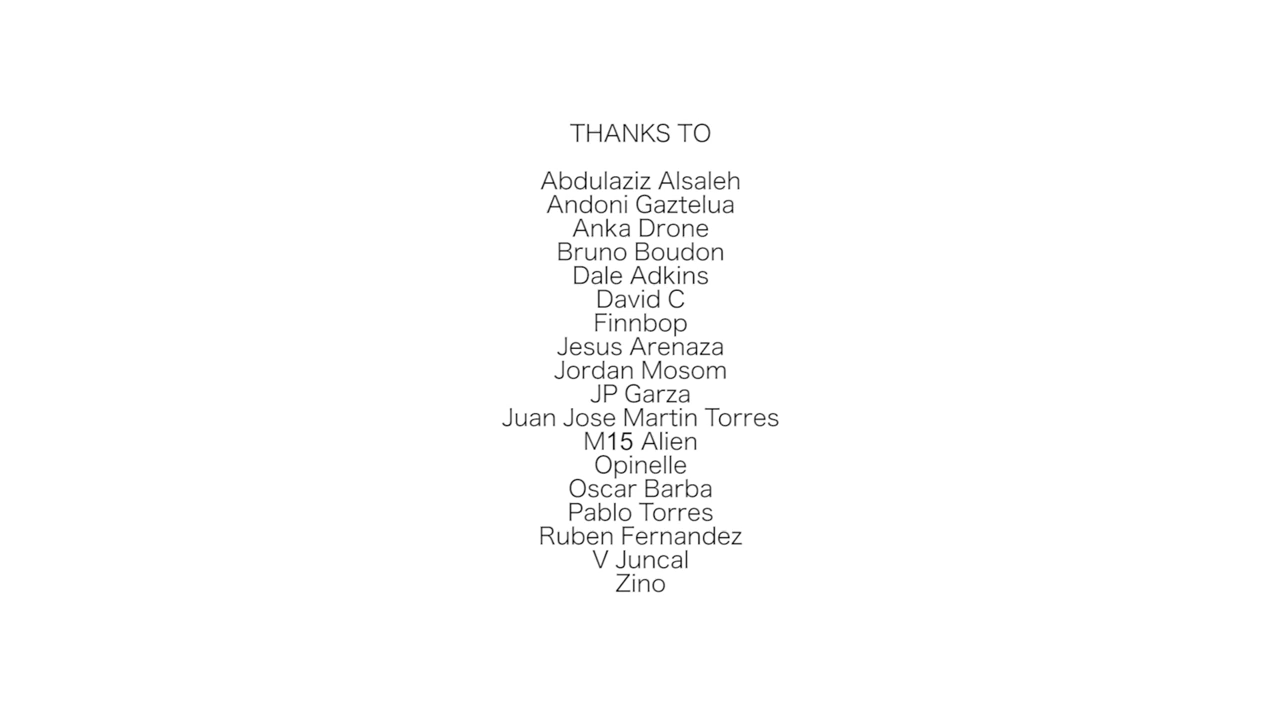 THANKS TO
Abdulaziz Alsaleh
Andoni Gaztelua
Anka Drone
Bruno Boudon
Dale Adkins
David C
Finnbop
Jesus Arenaza
Jordan Mosom
JP Garza
Juan Jose Martin Torres
M15 Alien
Opinelle
Oscar Barba
Pablo Torres
Ruben Fernandez
V Juncal
Zino